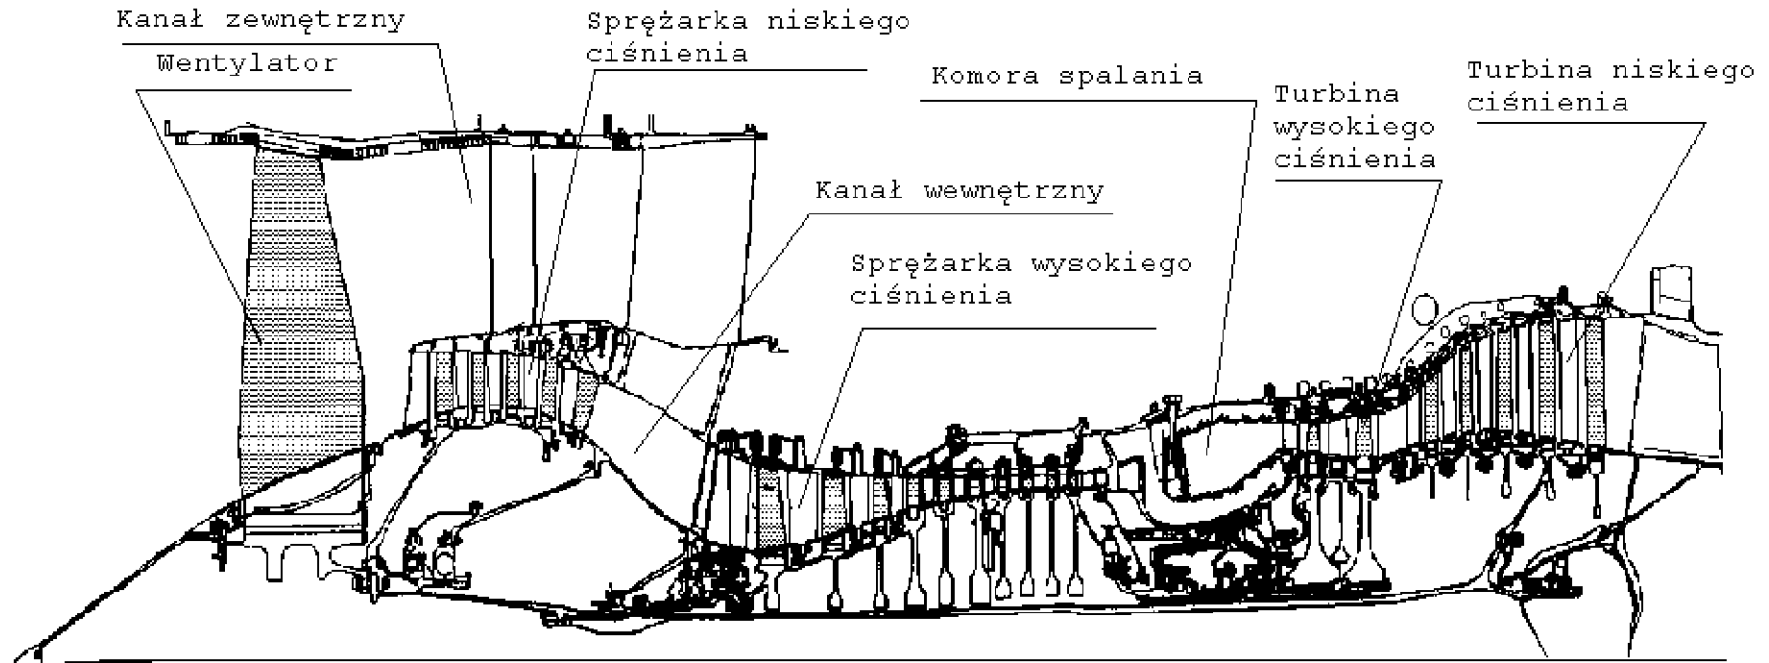 Kanał zewnętrzny
Wentylator
Sprężarka niskiego
ciśnienia
Komora spalania
Turbina
wysokiego
ciśnienia
Turbina niskiego
ciśnienia
Kanał wewnętrzny
Sprężarka wysokiego
ciśnienia